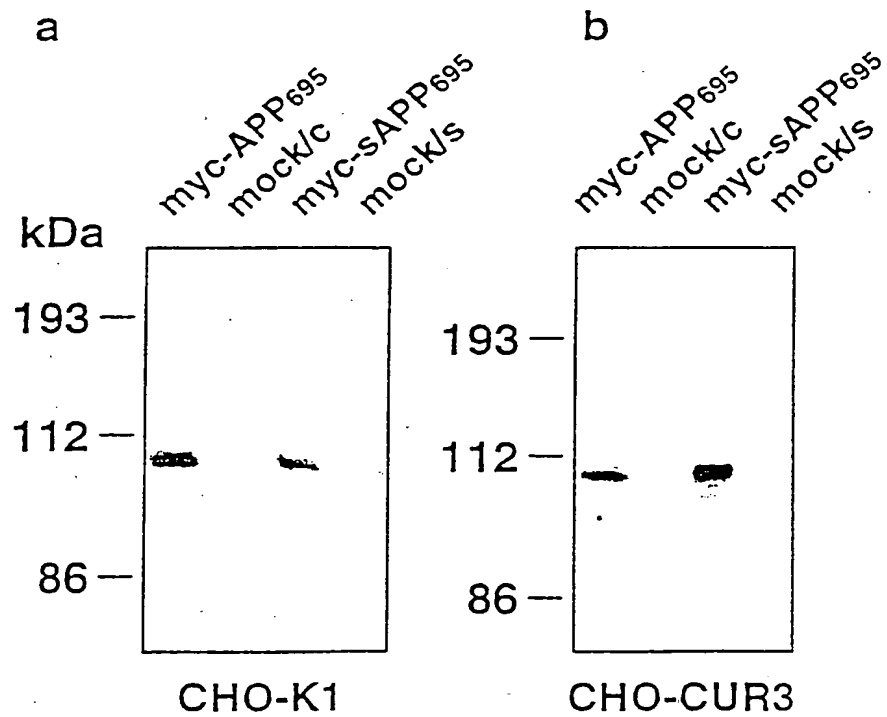 a
b
myc-APP695
mock/c
myc-sAPP695
mock/s
myc-APP695
mock/c
myc-sAPP695
mock/s
kDa
193
112
86
193
112
86
CHO-K1
CHO-CUR3